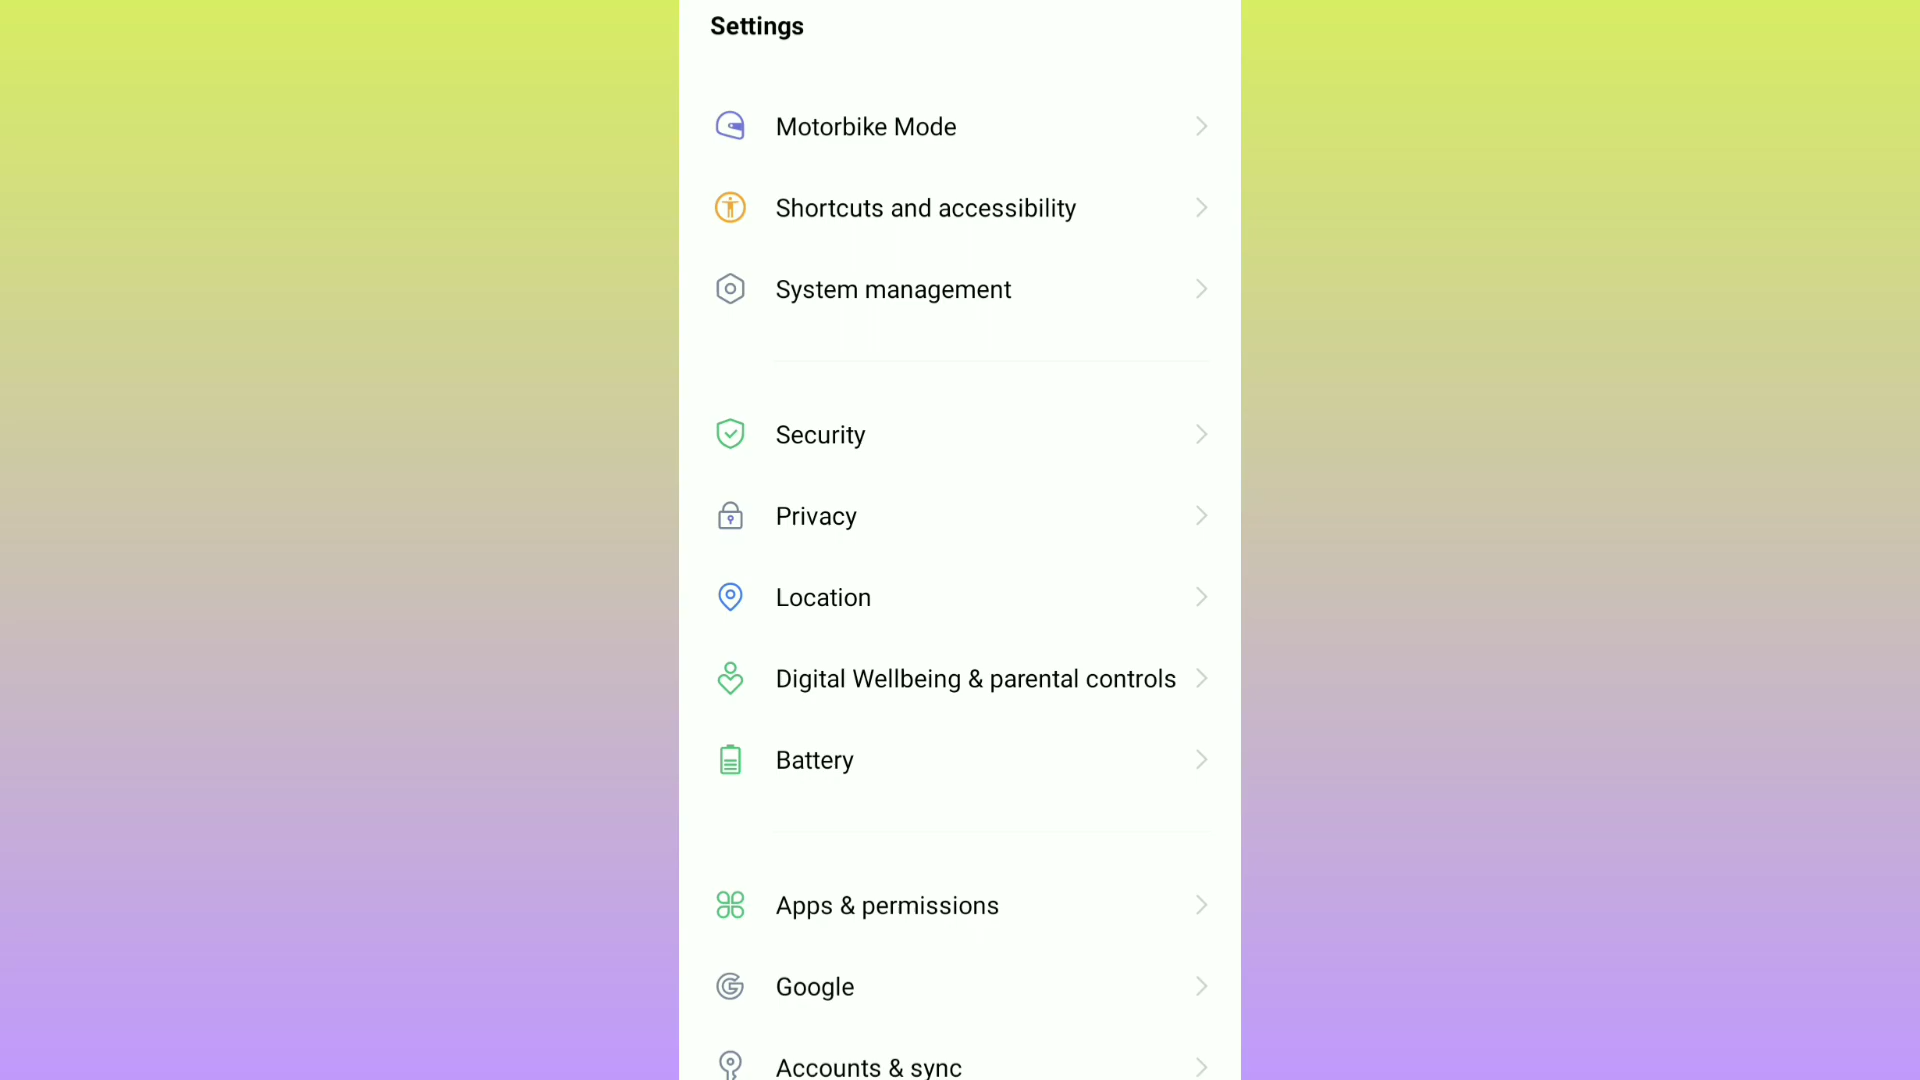 Settings
Motorbike Mode
Shortcuts and accessibility
System management
Security
Privacy
Location
Digital Wellbeing & parental controls
Battery
Apps & permissions
Google
Accounts & sync